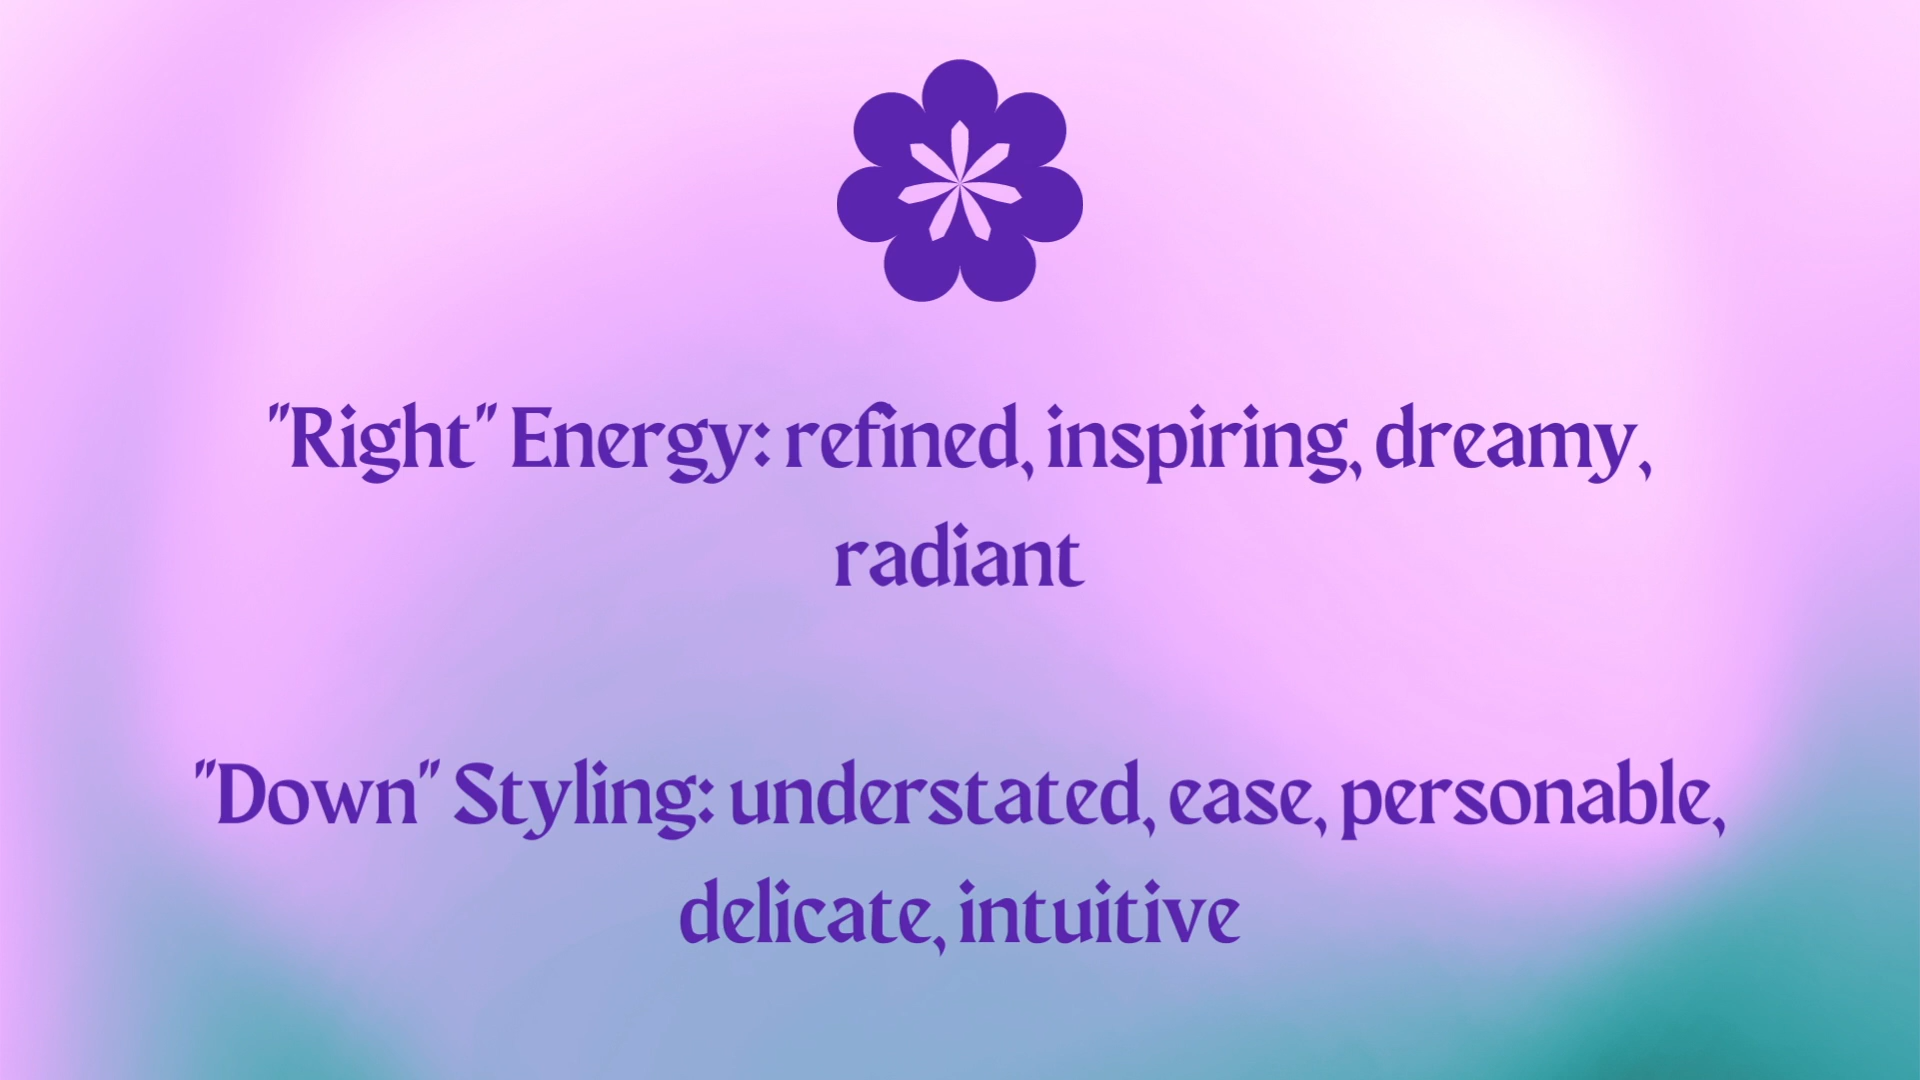 "Right" Energy: refined, inspiring, dreamy,
radiant
"Down" Styling: understated, ease, personable,
delicate, intuitive